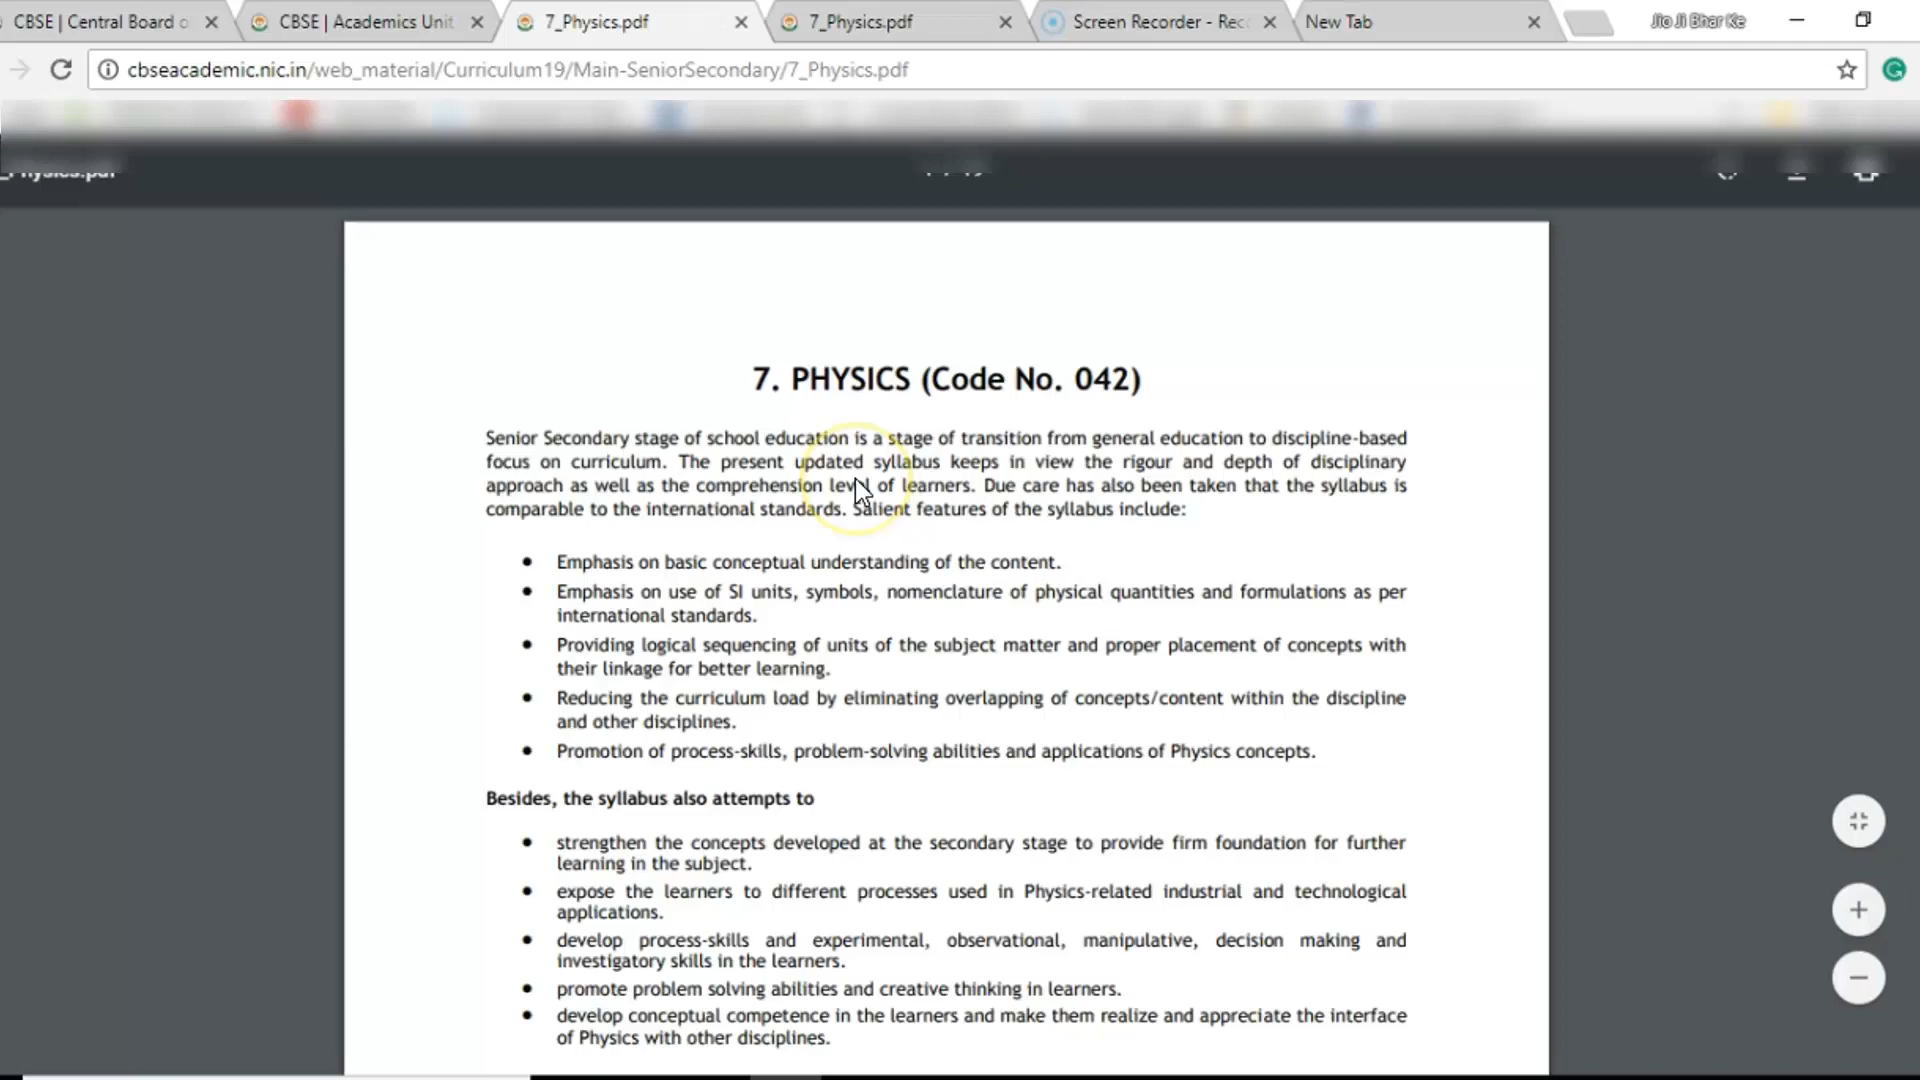 CBSE | Central Board o
CBSE | Academics Unit
7_Physics.pdf
7_Physics.pdf
Screen Recorder - Rec
New Tab
Jio Ji Bhar Ke
cbseacademic.nic.in/web_material/Curriculum19/Main-SeniorSecondary/7_Physics.pdf
_Physics.pdf
7. PHYSICS (Code No. 042)
Senior Secondary stage of school education is a stage of transition from general education to discipline-based
focus on curriculum. The present updated syllabus keeps in view the rigour and depth of disciplinary
approach as well as the comprehension level of learners. Due care has also been taken that the syllabus is
comparable to the international standards. Salient features of the syllabus include:
• Emphasis on basic conceptual understanding of the content.
• Emphasis on use of SI units, symbols, nomenclature of physical quantities and formulations as per
international standards.
• Providing logical sequencing of units of the subject matter and proper placement of concepts with
their linkage for better learning.
• Reducing the curriculum load by eliminating overlapping of concepts/content within the discipline
and other disciplines.
• Promotion of process-skills, problem-solving abilities and applications of Physics concepts.
Besides, the syllabus also attempts to
• strengthen the concepts developed at the secondary stage to provide firm foundation for further
learning in the subject.
• expose the learners to different processes used in Physics-related industrial and technological
applications.
• develop process-skills and experimental, observational, manipulative, decision making and
investigatory skills in the learners.
• promote problem solving abilities and creative thinking in learners.
• develop conceptual competence in the learners and make them realize and appreciate the interface
of Physics with other disciplines.